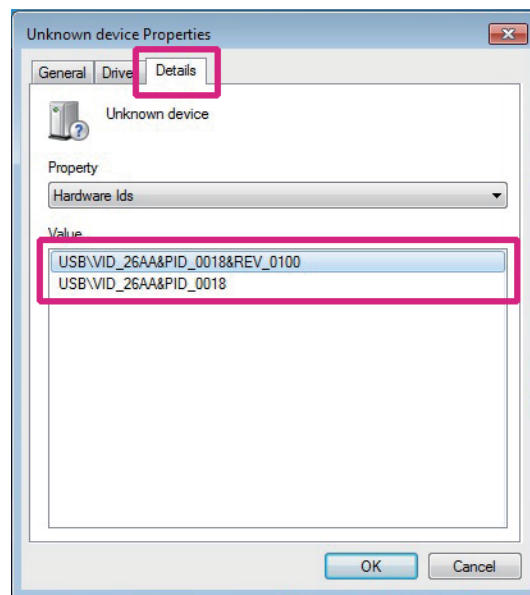 Unknown device Properties
General Drive Details
Unknown device
Property
Hardware Ids
Value
USB\VID_26AA&PID_0018&REV_0100
USB\VID_26AA&PID_0018
OK Cancel